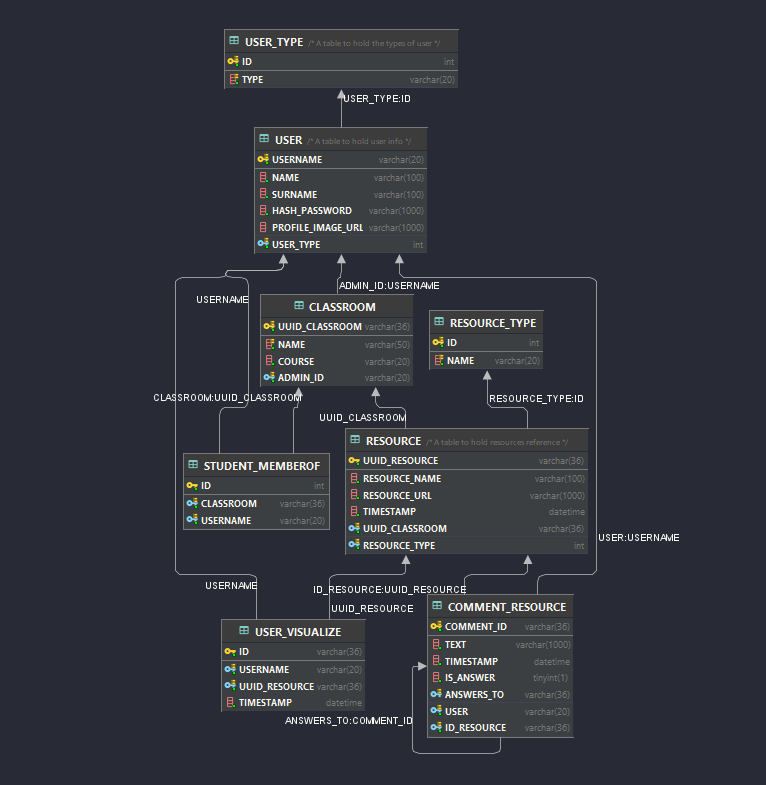 USER_TYPE /* A table to hold the types of user */
ID int
TYPE varchar(20)
USER_TYPE:ID
USER /* A table to hold user info */
USERNAME varchar(20)
NAME varchar(100)
SURNAME varchar(100)
HASH_PASSWORD varchar(1000)
PROFILE_IMAGE_URL varchar(1000)
USER_TYPE int
USERNAME
ADMIN_ID:USERNAME
CLASSROOM
UUID_CLASSROOM varchar(36)
NAME varchar(50)
COURSE varchar(20)
ADMIN_ID varchar(20)
RESOURCE_TYPE
ID int
NAME varchar(20)
CLASSROOM:UUID_CLASSROOM
UUID_CLASSROOM
RESOURCE_TYPE:ID
STUDENT_MEMBEROF
ID int
CLASSROOM varchar(36)
USERNAME varchar(20)
RESOURCE /* A table to hold resources reference */
UUID_RESOURCE varchar(36)
RESOURCE_NAME varchar(100)
RESOURCE_URL varchar(1000)
TIMESTAMP datetime
UUID_CLASSROOM varchar(36)
RESOURCE_TYPE int
USER:USERNAME
USERNAME
ID_RESOURCE:UUID_RESOURCE
UUID_RESOURCE
USER_VISUALIZE
ID varchar(36)
USERNAME varchar(20)
UUID_RESOURCE varchar(36)
TIMESTAMP datetime
COMMENT_RESOURCE
COMMENT_ID varchar(36)
TEXT varchar(1000)
TIMESTAMP datetime
IS_ANSWER tinyint(1)
ANSWERS_TO varchar(36)
USER varchar(20)
ID_RESOURCE varchar(36)
ANSWERS_TO:COMMENT_ID